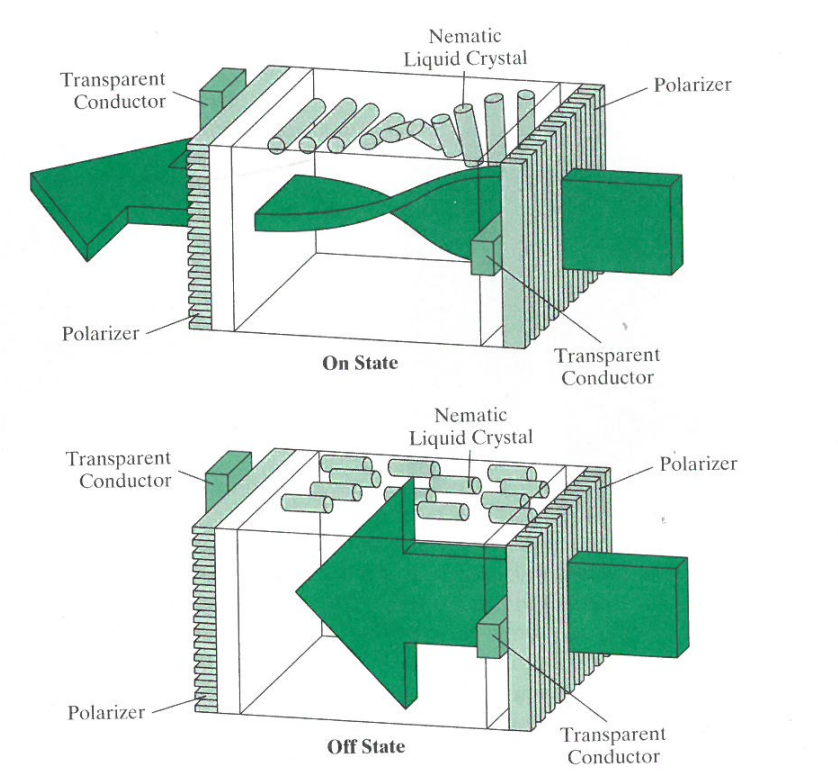 Nematic
Liquid Crystal
Transparent
Conductor
Polarizer
Polarizer
On State
Transparent
Conductor
Nematic
Liquid Crystal
Transparent
Conductor
Polarizer
Polarizer
Off State
Transparent
Conductor